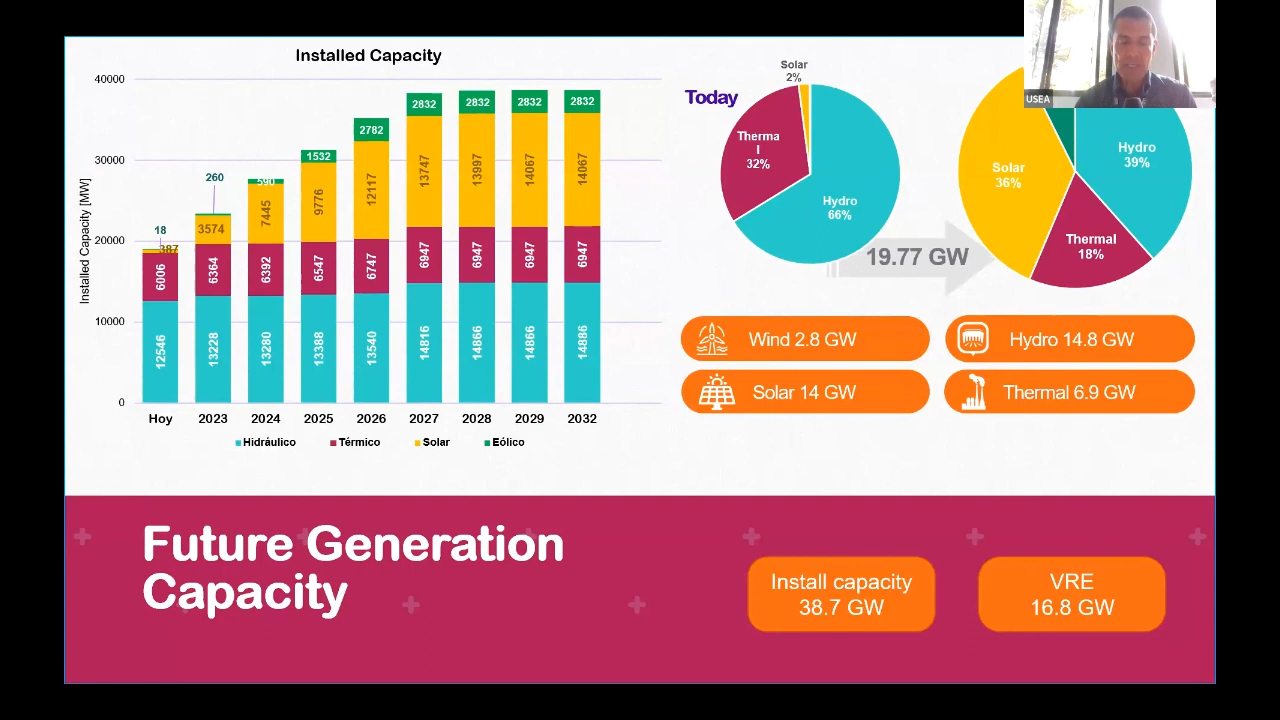 Installed Capacity
Installed Capacity [MW]
40000
30000
20000
10000
0
18
387
6006
12546
260
3574
6364
13228
590
7445
6392
13280
1532
9776
6547
13388
2782
12117
6747
13540
2832
13747
6947
14816
2832
13997
6947
14886
2832
14067
6947
14866
2832
14067
6947
14886
Hoy 2023 2024 2025 2026 2027 2028 2029 2032
Hidráulico Térmico Solar Eólico
Today
Solar
2%
Therma
l
32%
Hydro
66%
19.77 GW
USEA
Solar
36%
Hydro
39%
Thermal
18%
Wind 2.8 GW
Hydro 14.8 GW
Solar 14 GW
Thermal 6.9 GW
Future Generation
Capacity
Install capacity
38.7 GW
VRE
16.8 GW